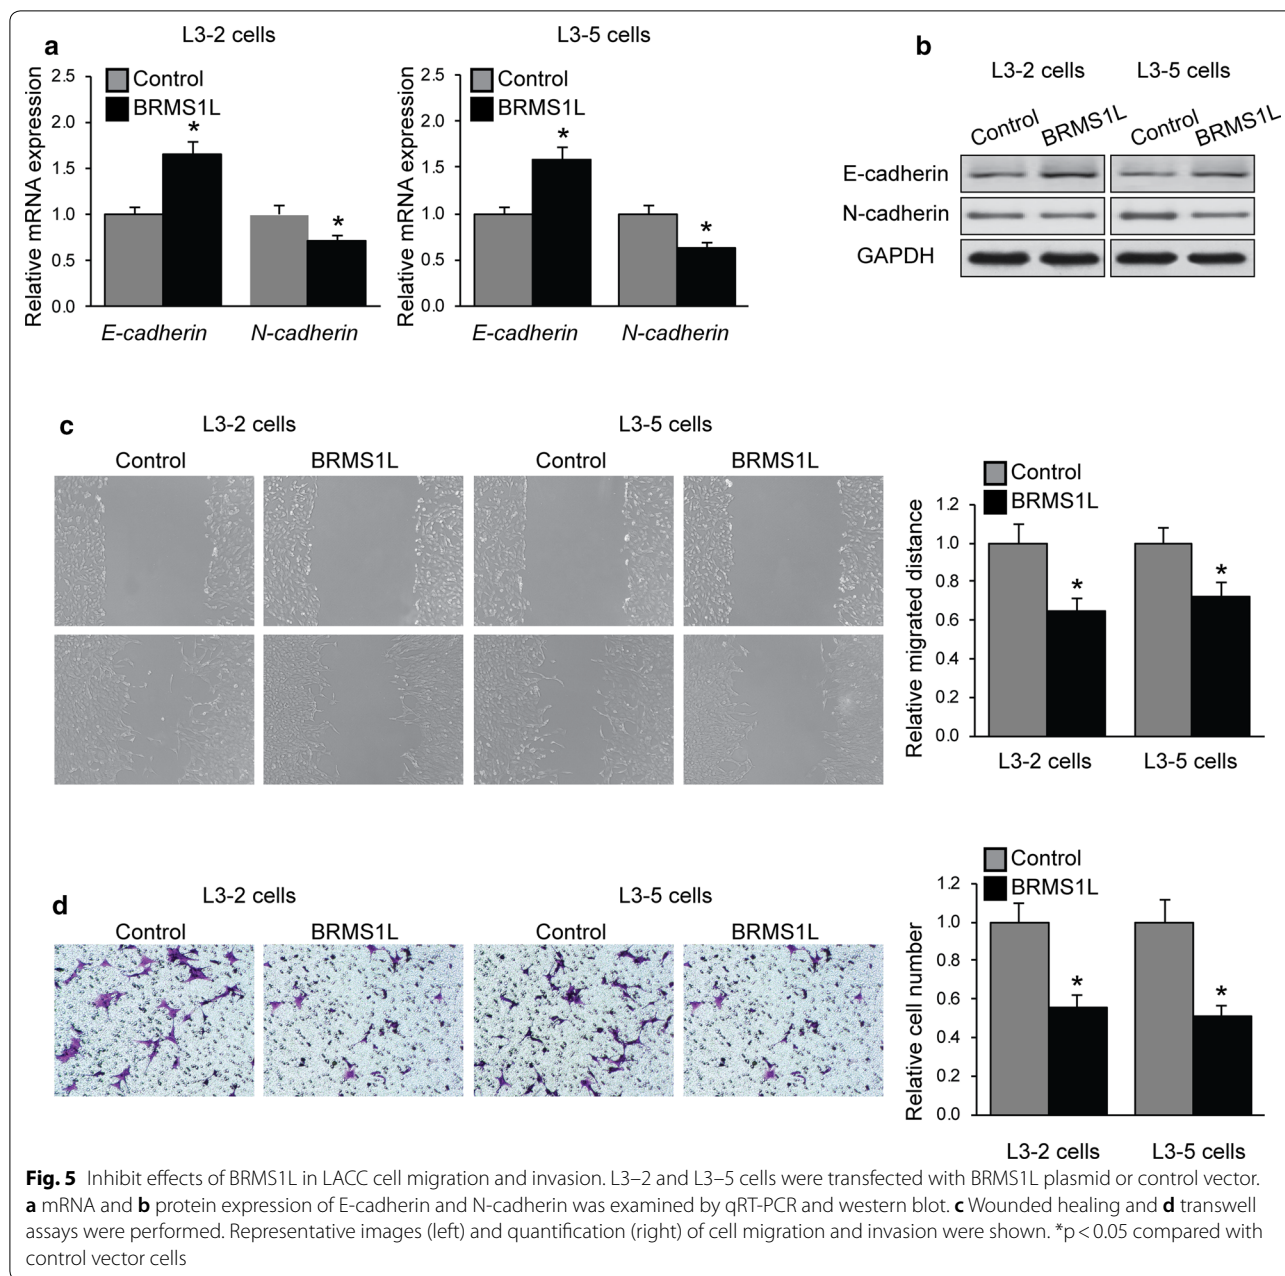 a
L3-2 cells
Relative mRNA expression
2.5
2.0
1.5
1.0
0.5
0.0
Control
BRMS1L
*
*
E-cadherin
N-cadherin
L3-5 cells
Relative mRNA expression
2.5
2.0
1.5
1.0
0.5
0.0
Control
BRMS1L
*
*
E-cadherin
N-cadherin
b
L3-2 cells
L3-5 cells
Control
BRMS1L
Control
BRMS1L
E-cadherin
N-cadherin
GAPDH
c
L3-2 cells
L3-5 cells
Control
BRMS1L
Control
BRMS1L
Control
BRMS1L
Relative migrated distance
1.2
1.0
0.8
0.6
0.4
0.2
0.0
*
*
L3-2 cells
L3-5 cells
d
L3-2 cells
L3-5 cells
Control
BRMS1L
Control
BRMS1L
Control
BRMS1L
Relative cell number
1.2
1.0
0.8
0.6
0.4
0.2
0.0
*
*
L3-2 cells
L3-5 cells
Fig. 5 Inhibit effects of BRMS1L in LACC cell migration and invasion. L3–2 and L3–5 cells were transfected with BRMS1L plasmid or control vector.
a mRNA and b protein expression of E-cadherin and N-cadherin was examined by qRT-PCR and western blot. c Wounded healing and d transwell
assays were performed. Representative images (left) and quantification (right) of cell migration and invasion were shown. *p < 0.05 compared with
control vector cells